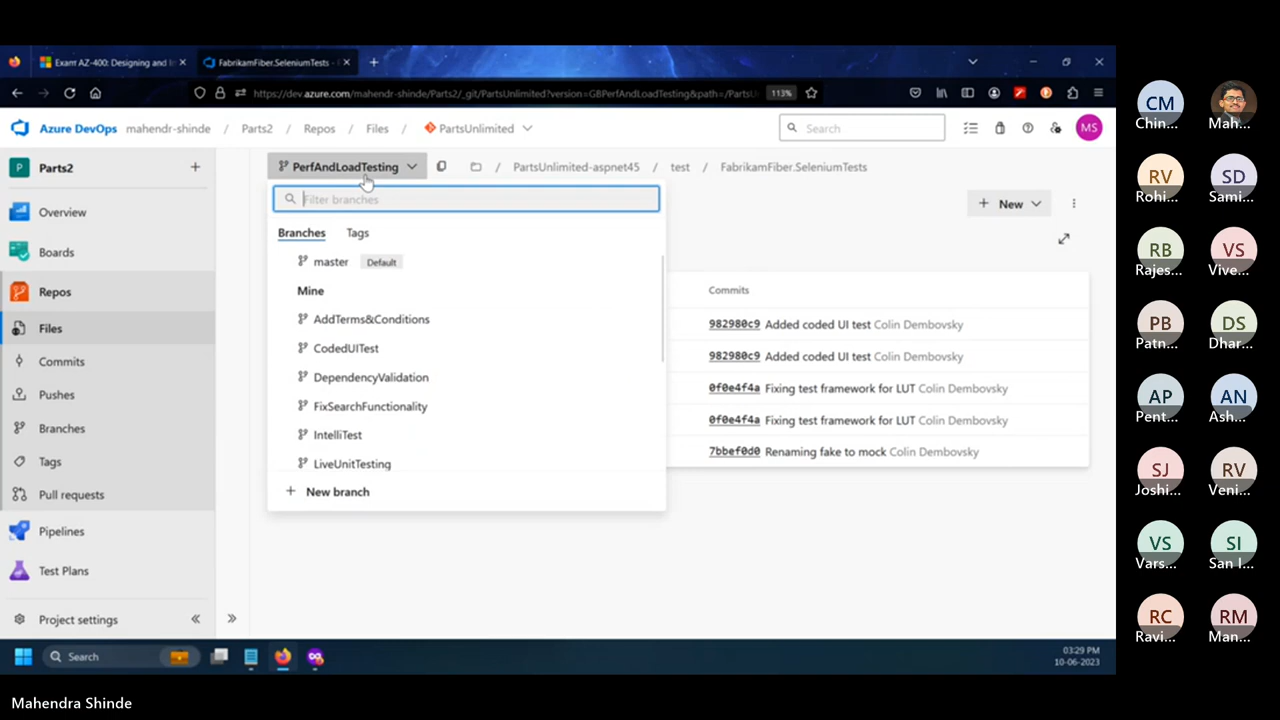 Exam AZ-400: Designing and I
FabrikamFiber.SeleniumTests -
https://dev.azure.com/mahendr-shinde/Parts2/_git/PartsUnlimited?version=GBPerfAndLoadTesting&path=/PartsU
113%
Azure DevOps
mahendr-shinde / Parts2 / Repos / Files / PartsUnlimited
Search
MS
P
Parts2
Overview
Boards
Repos
Files
Commits
Pushes
Branches
Tags
Pull requests
Pipelines
Test Plans
Project settings
PerfAndLoadTesting
/ PartsUnlimited-aspnet45 / test / FabrikamFiber.SeleniumTests
Filter branches
Branches
Tags
master Default
Mine
AddTerms&Conditions
CodedUITest
DependencyValidation
FixSearchFunctionality
IntelliTest
LiveUnitTesting
+ New branch
+ New
Commits
982980c9 Added coded UI test Colin Dembovsky
982980c9 Added coded UI test Colin Dembovsky
0f0e4f4a Fixing test framework for LUT Colin Dembovsky
0f0e4f4a Fixing test framework for LUT Colin Dembovsky
7bbef0d0 Renaming fake to mock Colin Dembovsky
Search
03:29 PM
10-06-2023
CM
Chin...
Mah...
RV
Rohi...
SD
Sami...
RB
Rajes...
VS
Vive...
PB
Patn...
DS
Dhar...
AP
Pent...
AN
Ash...
SJ
Joshi...
RV
Veni...
VS
Vars...
SI
San I...
RC
Ravi...
RM
Man...
Mahendra Shinde